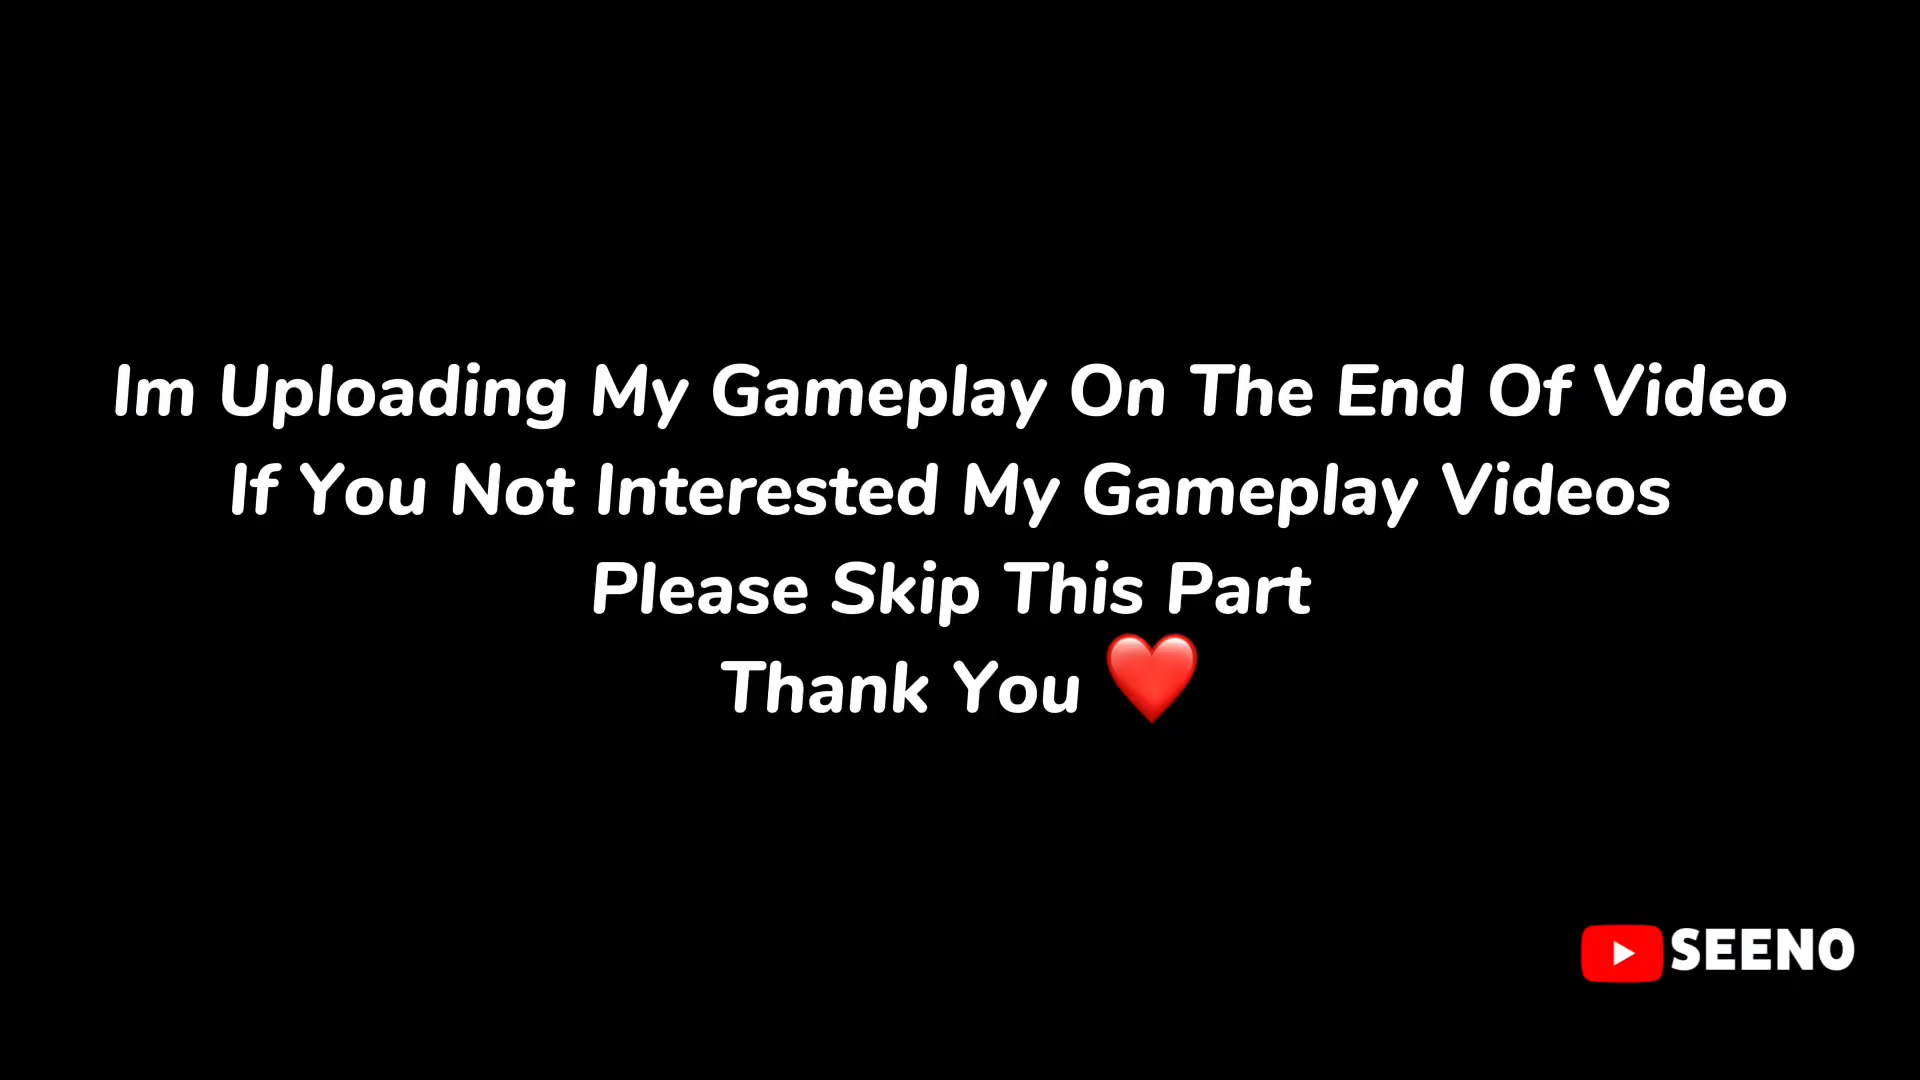 Im Uploading My Gameplay On The End Of Video
If You Not Interested My Gameplay Videos
Please Skip This Part
Thank You ❤️
SEENO